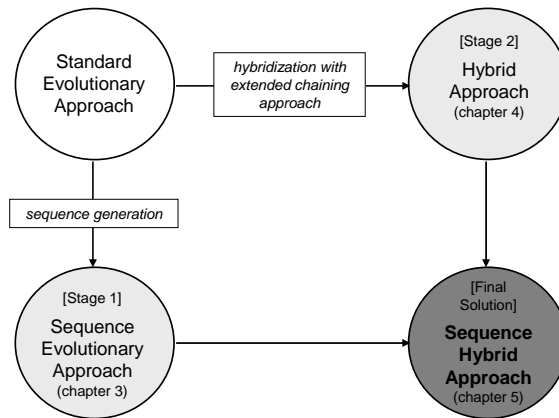 Standard
Evolutionary
Approach
hybridization with
extended chaining
approach
[Stage 2]
Hybrid
Approach
(chapter 4)
sequence generation
[Stage 1]
Sequence
Evolutionary
Approach
(chapter 3)
[Final
Solution]
Sequence
Hybrid
Approach
(chapter 5)